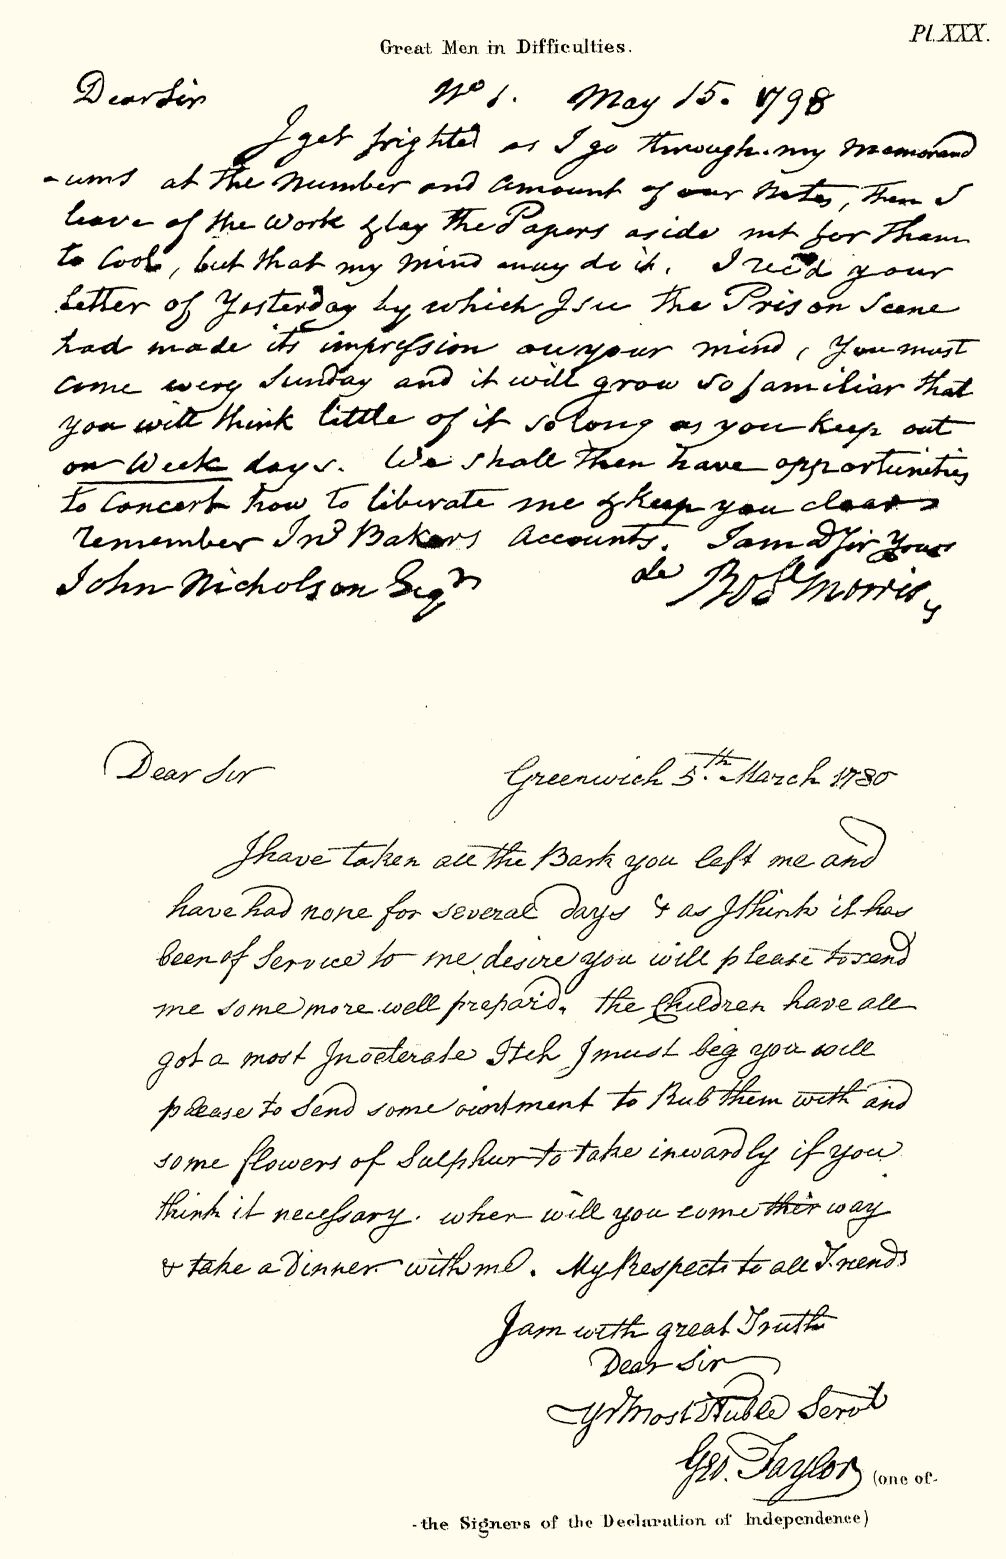 Pl. XXX.
Great Men in Difficulties.
Dear Sir No 1. May 15. 1798
I get frighted as I go through my memorand
-ums at the number and amount of our Notes, then I
leave of the Work & lay the Papers aside not for them
to Cool, but that my mind may do it. I rec'd your
letter of Yesterday by which I see the Prison Scene
had made its impression on your mind, You must
come every Sunday and it will grow so familiar that
you will think little of it so long as you keep out
on Week days. We shall then have opportunities
to Concert how to liberate me & keep you clear
remember Jno Bakers Accounts. I am D Sir Yours
John Nicholson Esqr Robt Morris
Dear Sir Greenwich 5.th March 1780
I have taken all the Bark you left me and
have had none for several days & as I think it has
been of Service to me desire you will please to send
me some more well prepar'd. the Children have all
got a most Inveterate Itch I must beg you will
please to Send some ointment to Rub them with and
some flowers of Sulphur to take inwardly if you
think it necessary. when will you come this way
& take a Dinner with me. My Respects to all Friends
I am with great Truth
Dear Sir
Yr Most Huble Servt
Geo. Taylor (one of
-the Signers of the Declaration of Independence)